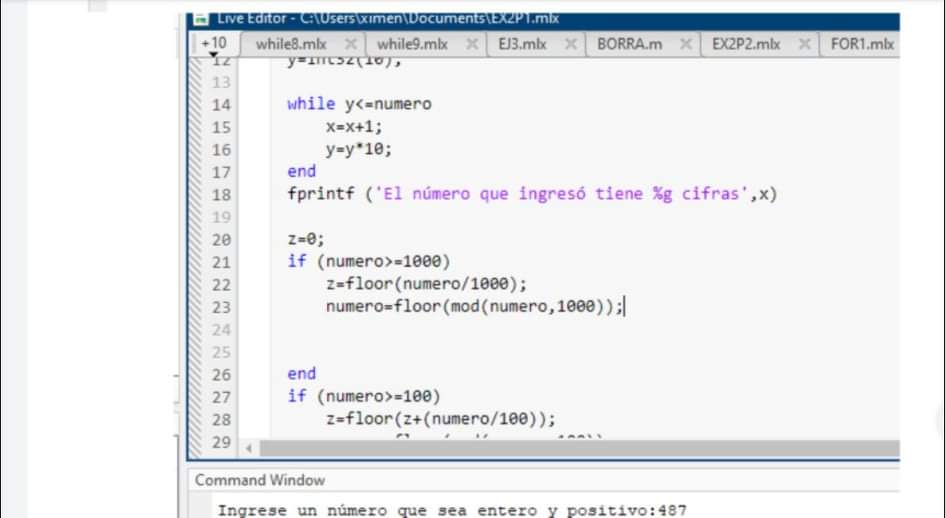 Live Editor - C:\Users\ximen\Documents\EX2P1.mlx
+10 while8.mlx × while9.mlx × EJ3.mlx × BORRA.m × EX2P2.mlx × FOR1.mlx
12 y=int32(10);
13
14 while y<=numero
15 x=x+1;
16 y=y*10;
17 end
18 fprintf ('El número que ingresó tiene %g cifras',x)
19
20 z=0;
21 if (numero>=1000)
22 z=floor(numero/1000);
23 numero=floor(mod(numero,1000));
24
25
26 end
27 if (numero>=100)
28 z=floor(z+(numero/100));
29
Command Window
Ingrese un número que sea entero y positivo:487